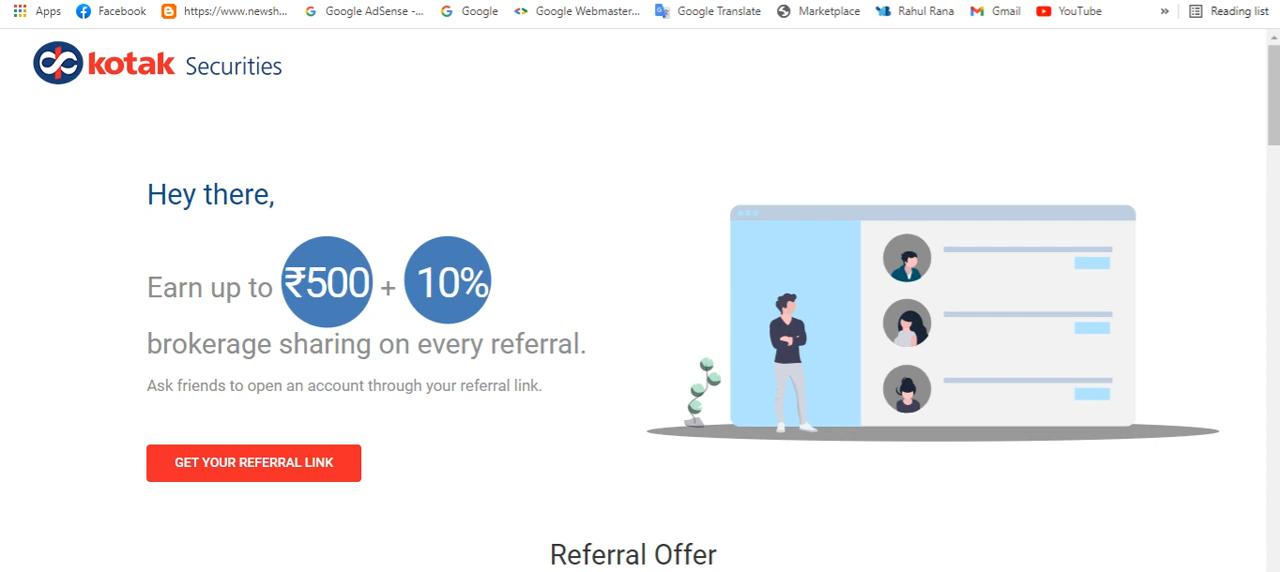 Apps Facebook https://www.newsh... Google AdSense -... Google Google Webmaster... Google Translate Marketplace Rahul Rana Gmail YouTube » Reading list
kotak Securities
Hey there,
Earn up to ₹500 + 10%
brokerage sharing on every referral.
Ask friends to open an account through your referral link.
GET YOUR REFERRAL LINK
Referral Offer